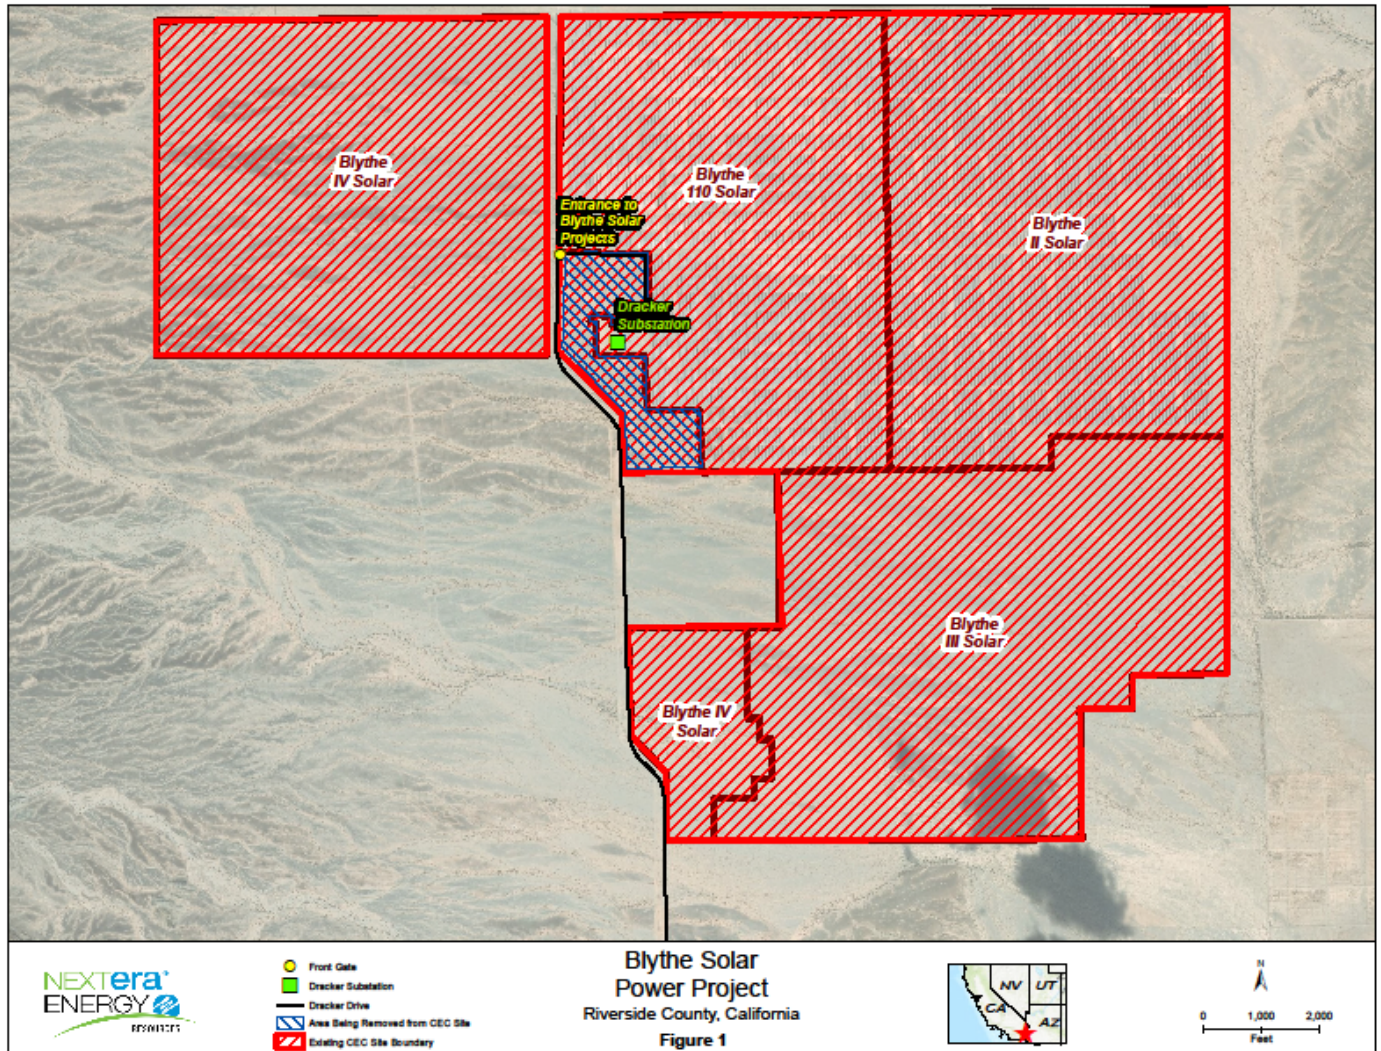 Blythe
IV Solar
Blythe
110 Solar
Blythe
II Solar
Entrance to
Blythe Solar
Projects
Dracker
Substation
Blythe
III Solar
Blythe IV
Solar
NEXTera
ENERGY
RESOURCES
Front Gate
Dracker Substation
Dracker Drive
Area Being Removed from CEC Site
Existing CEC Site Boundary
Blythe Solar
Power Project
Riverside County, California
Figure 1
NV
UT
CA
AZ
N
0 1,000 2,000
Feet